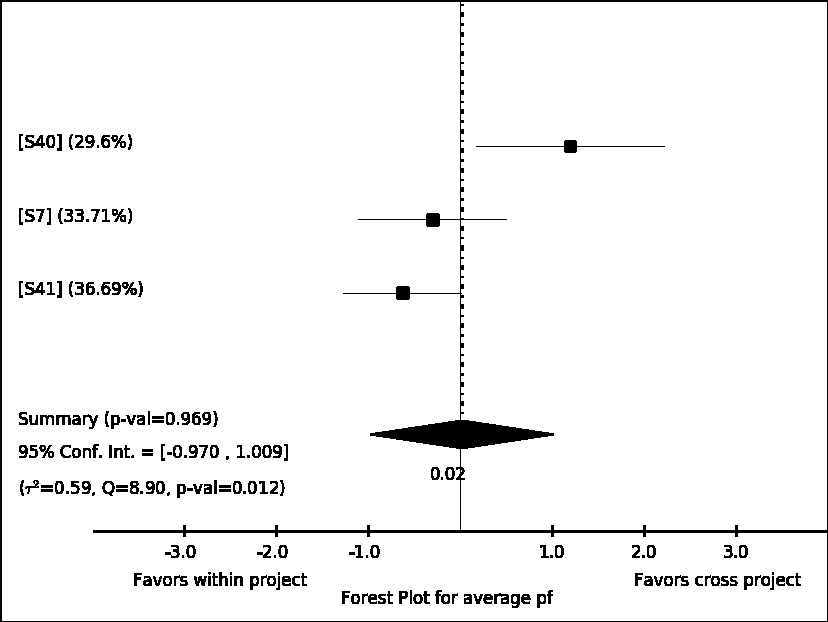 [S40] (29.6%)
[S7] (33.71%)
[S41] (36.69%)
Summary (p-val=0.969)
95% Conf. Int. = [-0.970 , 1.009]
0.02
(τ²=0.59, Q=8.90, p-val=0.012)
-3.0 -2.0 -1.0 1.0 2.0 3.0
Favors within project Favors cross project
Forest Plot for average pf